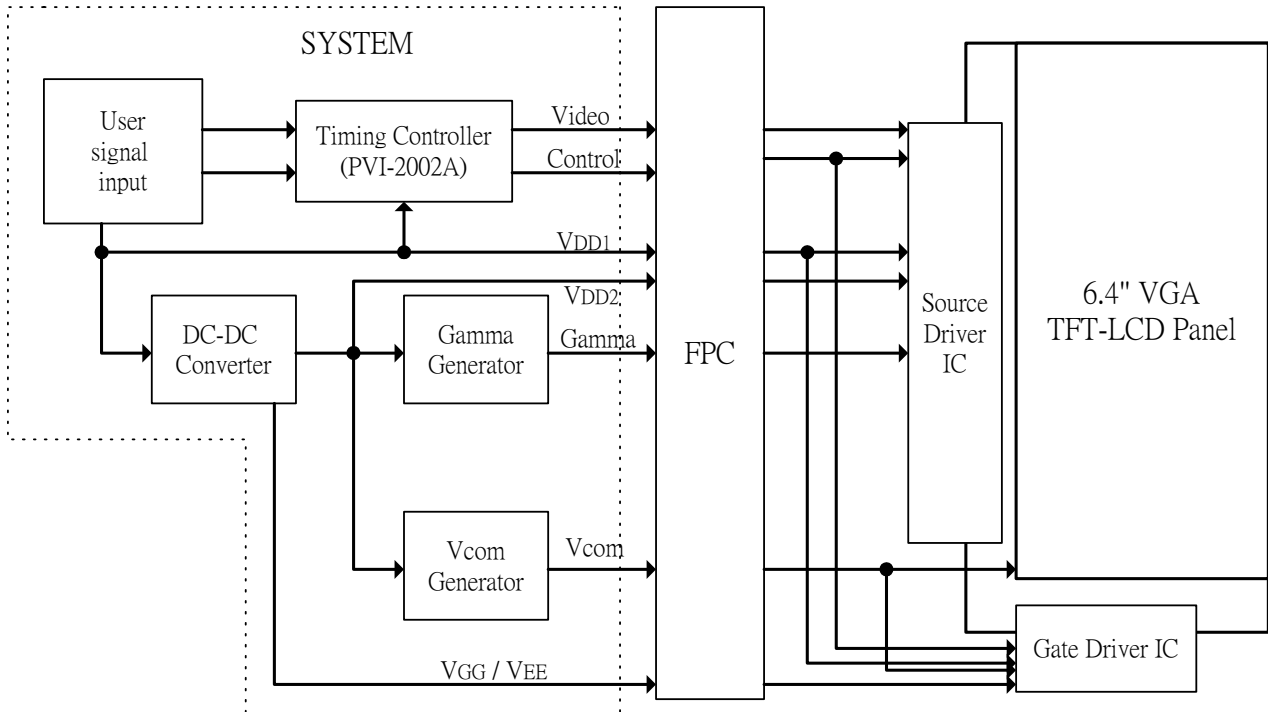 SYSTEM
User
signal
input
Timing Controller
(PVI-2002A)
Video
Control
VDD1
VDD2
DC-DC
Converter
Gamma
Generator
Gamma
Vcom
Generator
Vcom
VGG / VEE
FPC
Source
Driver
IC
6.4" VGA
TFT-LCD Panel
Gate Driver IC